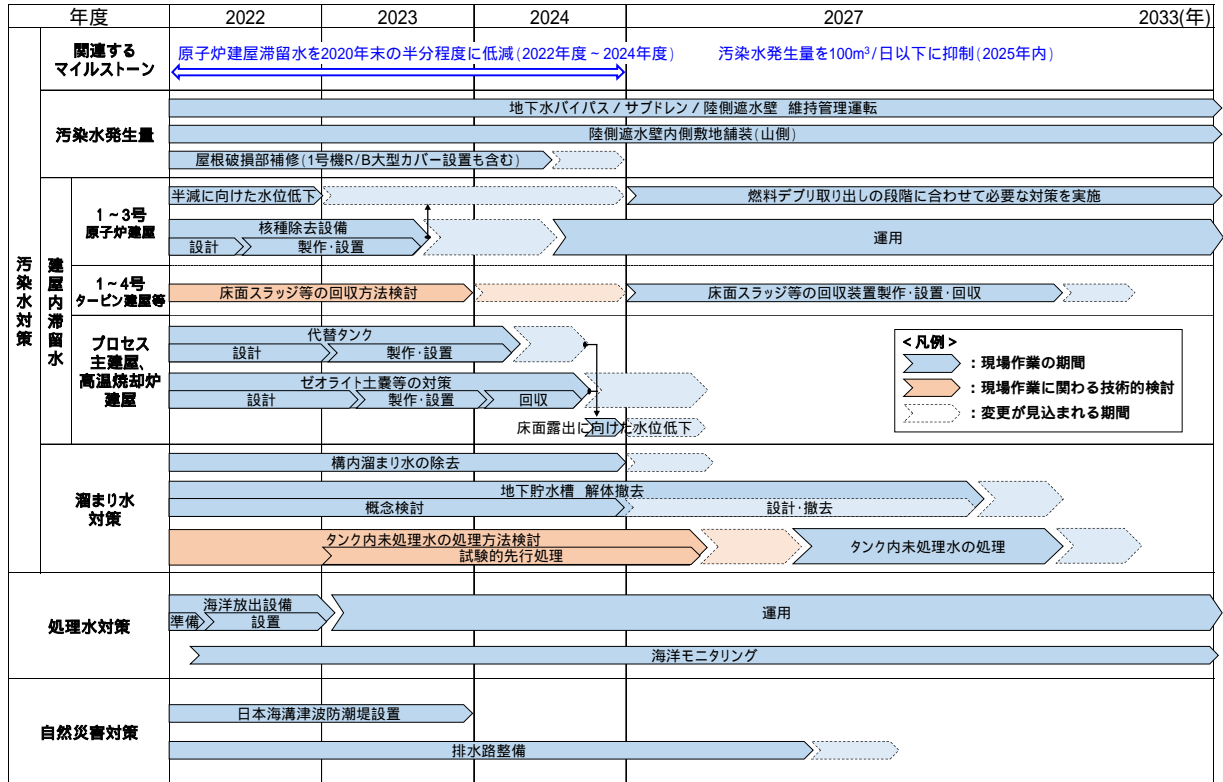 年度 2022 2023 2024 2027 2033(年)
関連する
マイルストーン
原子炉建屋滞留水を2020年末の半分程度に低減(2022年度~2024年度) 汚染水発生量を100m³/日以下に抑制(2025年内)
汚染水対策
汚染水発生量
地下水バイパス/サブドレン/陸側遮水壁 維持管理運転
陸側遮水壁内側敷地舗装(山側)
屋根破損部補修(1号機R/B大型カバー設置も含む)
建屋内滞留水
1~3号
原子炉建屋
半減に向けた水位低下
燃料デブリ取り出しの段階に合わせて必要な対策を実施
核種除去設備
設計 製作・設置
運用
1~4号
タービン建屋等
床面スラッジ等の回収方法検討
床面スラッジ等の回収装置製作・設置・回収
プロセス
主建屋、
高温焼却炉
建屋
代替タンク
設計 製作・設置
ゼオライト土嚢等の対策
設計 製作・設置 回収
床面露出に向けた水位低下
<凡例>
:現場作業の期間
:現場作業に関わる技術的検討
:変更が見込まれる期間
溜まり水
対策
構内溜まり水の除去
地下貯水槽 解体撤去
概念検討 設計・撤去
タンク内未処理水の処理方法検討
試験的先行処理
タンク内未処理水の処理
処理水対策
海洋放出設備
準備 設置
運用
海洋モニタリング
自然災害対策
日本海溝津波防潮堤設置
排水路整備